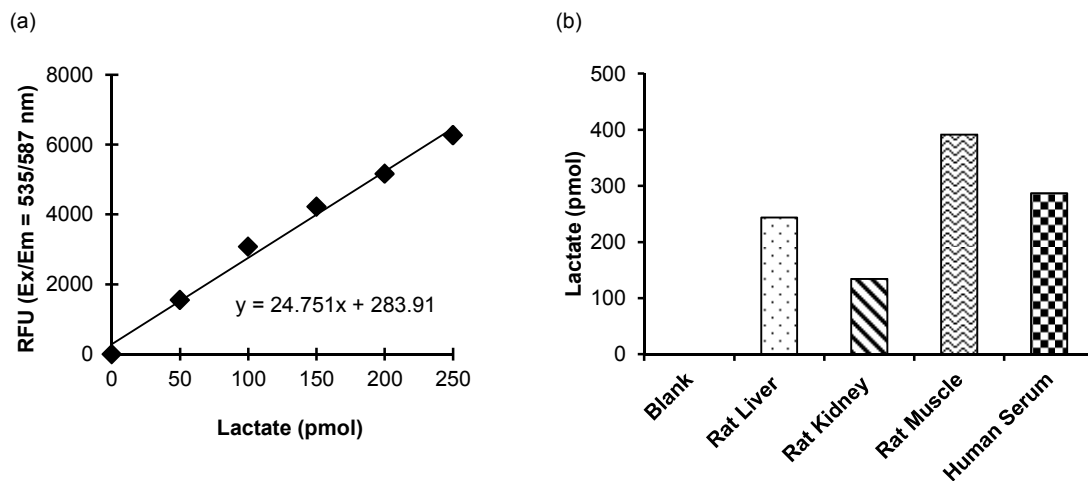 (a)
RFU (Ex/Em = 535/587 nm)
8000
6000
4000
2000
0
y = 24.751x + 283.91
0 50 100 150 200 250
Lactate (pmol)
(b)
Lactate (pmol)
500
400
300
200
100
0
Blank
Rat Liver
Rat Kidney
Rat Muscle
Human Serum